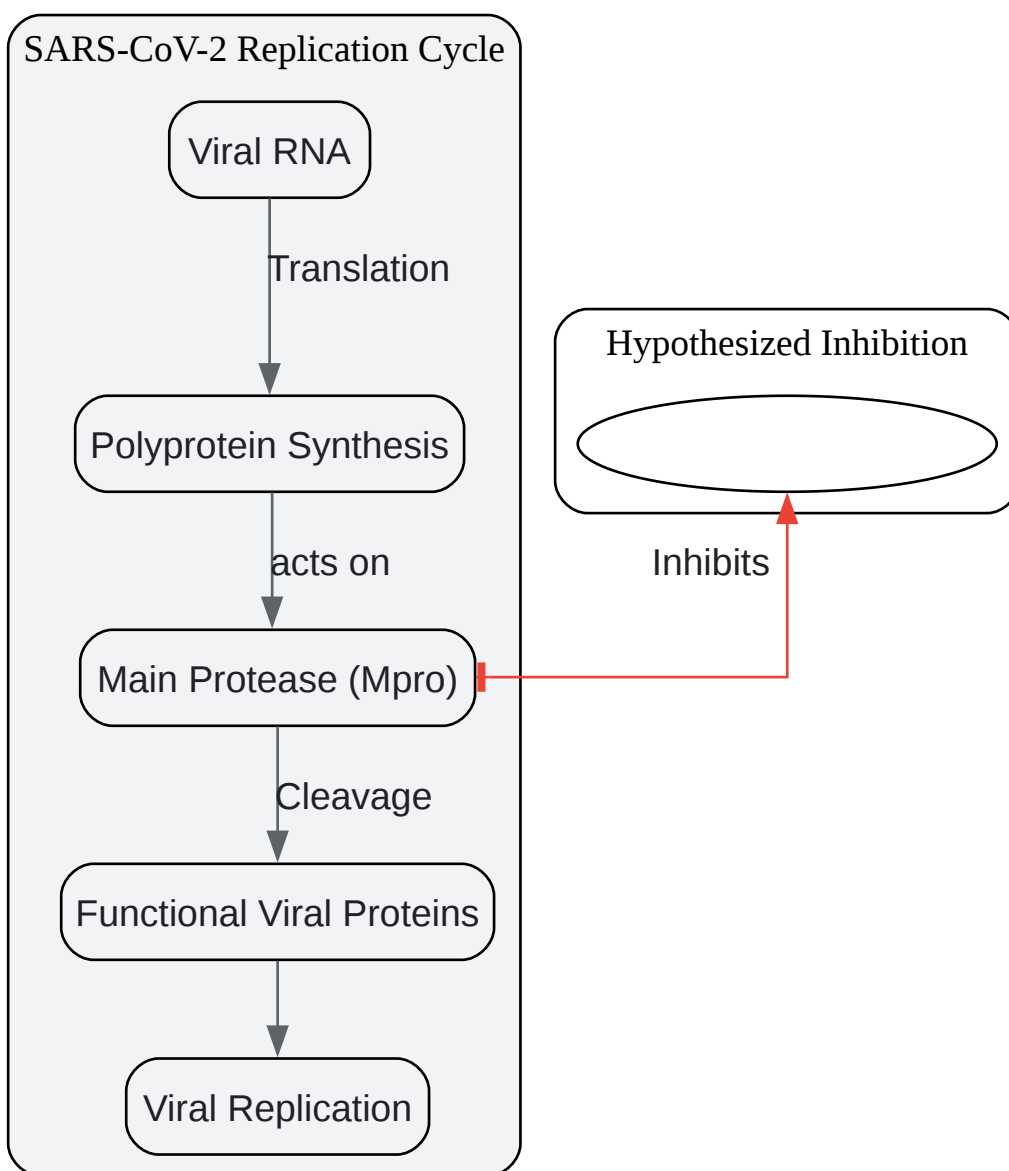 SARS-CoV-2 Replication Cycle
Viral RNA
Translation
Polyprotein Synthesis
acts on
Main Protease (Mpro)
Cleavage
Functional Viral Proteins
Viral Replication
Hypothesized Inhibition
Inhibits